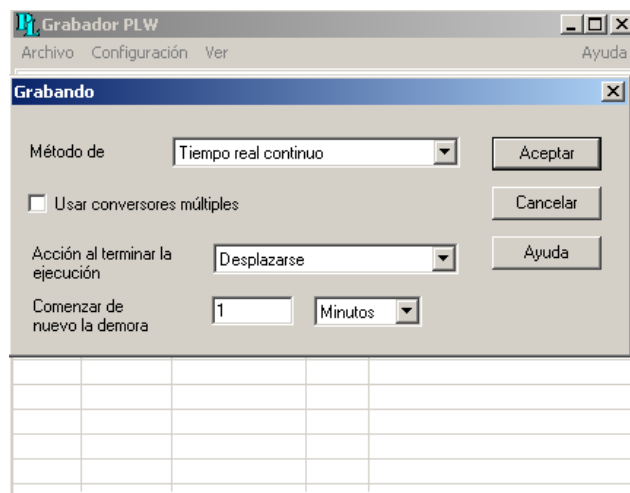 Grabador PLW
Archivo Configuración Ver Ayuda
Grabando
Método de Tiempo real continuo Aceptar
Usar conversores múltiples Cancelar
Acción al terminar la
ejecución Desplazarse Ayuda
Comenzar de
nuevo la demora 1 Minutos